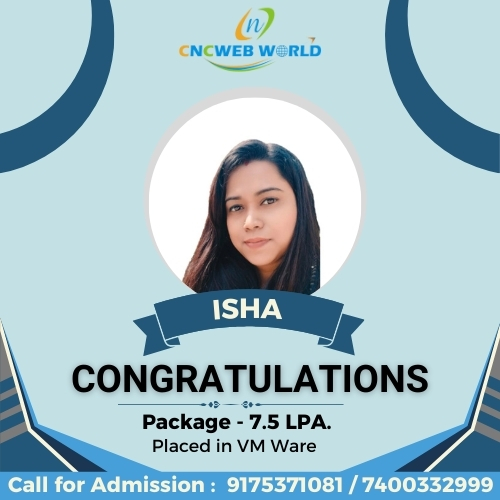 n
CNCWEB WORLD
ISHA
CONGRATULATIONS
Package - 7.5 LPA.
Placed in VM Ware
Call for Admission : 9175371081 / 7400332999